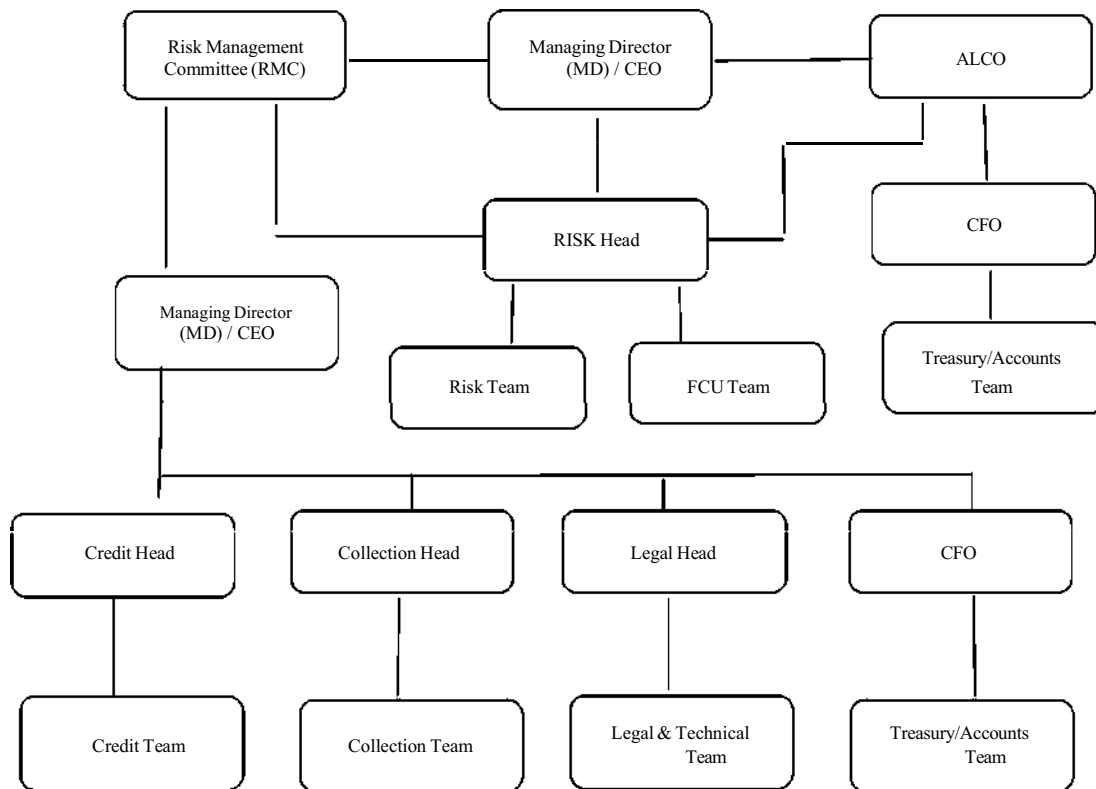 Risk Management
Committee (RMC)
Managing Director
(MD) / CEO
ALCO
RISK Head
CFO
Managing Director
(MD) / CEO
Risk Team
FCU Team
Treasury/Accounts
Team
Credit Head
Collection Head
Legal Head
CFO
Credit Team
Collection Team
Legal & Technical
Team
Treasury/Accounts
Team